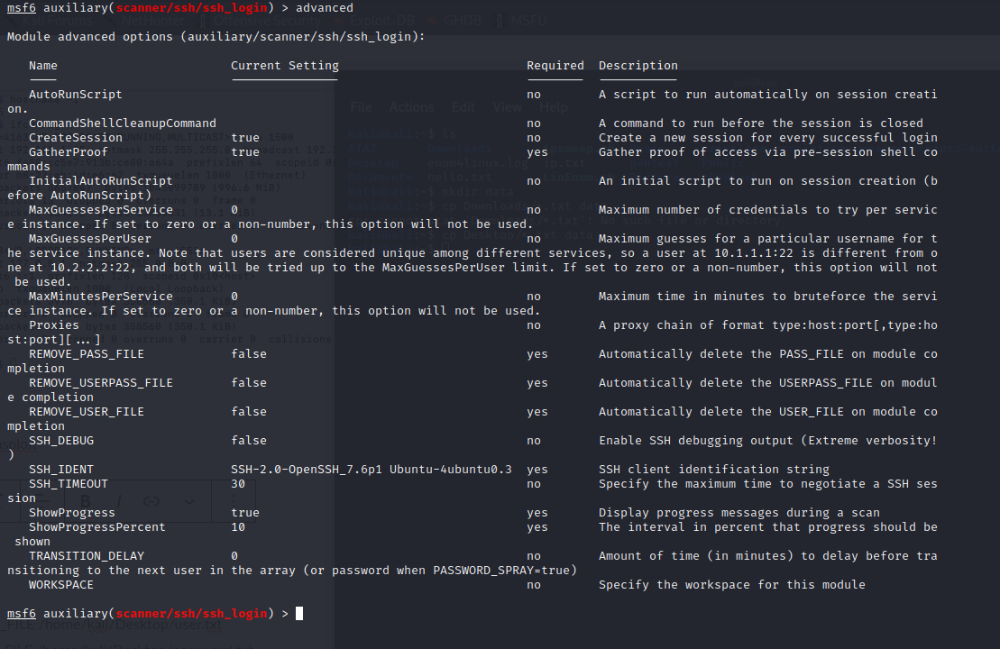 msf6 auxiliary(scanner/ssh/ssh_login) > advanced
Module advanced options (auxiliary/scanner/ssh/ssh_login):
Name Current Setting Required Description
AutoRunScript no A script to run automatically on session creati
on.
CommandShellCleanupCommand no A command to run before the session is closed
CreateSession true no Create a new session for every successful login
GatherProof true yes Gather proof of access via pre-session shell co
mmands
InitialAutoRunScript no An initial script to run on session creation (b
efore AutoRunScript)
MaxGuessesPerService 0 no Maximum number of credentials to try per servic
e instance. If set to zero or a non-number, this option will not be used.
MaxGuessesPerUser 0 no Maximum guesses for a particular username for t
he service instance. Note that users are considered unique among different services, so a user at 10.1.1.1:22 is different from o
ne at 10.2.2.2:22, and both will be tried up to the MaxGuessesPerUser limit. If set to zero or a non-number, this option will not
be used.
MaxMinutesPerService 0 no Maximum time in minutes to bruteforce the servi
ce instance. If set to zero or a non-number, this option will not be used.
Proxies no A proxy chain of format type:host:port[,type:ho
st:port][...]
REMOVE_PASS_FILE false yes Automatically delete the PASS_FILE on module co
mpletion
REMOVE_USERPASS_FILE false yes Automatically delete the USERPASS_FILE on modul
e completion
REMOVE_USER_FILE false yes Automatically delete the USER_FILE on module co
mpletion
SSH_DEBUG false no Enable SSH debugging output (Extreme verbosity!
)
SSH_IDENT SSH-2.0-OpenSSH_7.6p1 Ubuntu-4ubuntu0.3 yes SSH client identification string
SSH_TIMEOUT 30 no Specify the maximum time to negotiate a SSH ses
sion
ShowProgress true yes Display progress messages during a scan
ShowProgressPercent 10 yes The interval in percent that progress should be
shown
TRANSITION_DELAY 0 no Amount of time (in minutes) to delay before tra
nsitioning to the next user in the array (or password when PASSWORD_SPRAY=true)
WORKSPACE no Specify the workspace for this module
msf6 auxiliary(scanner/ssh/ssh_login) >